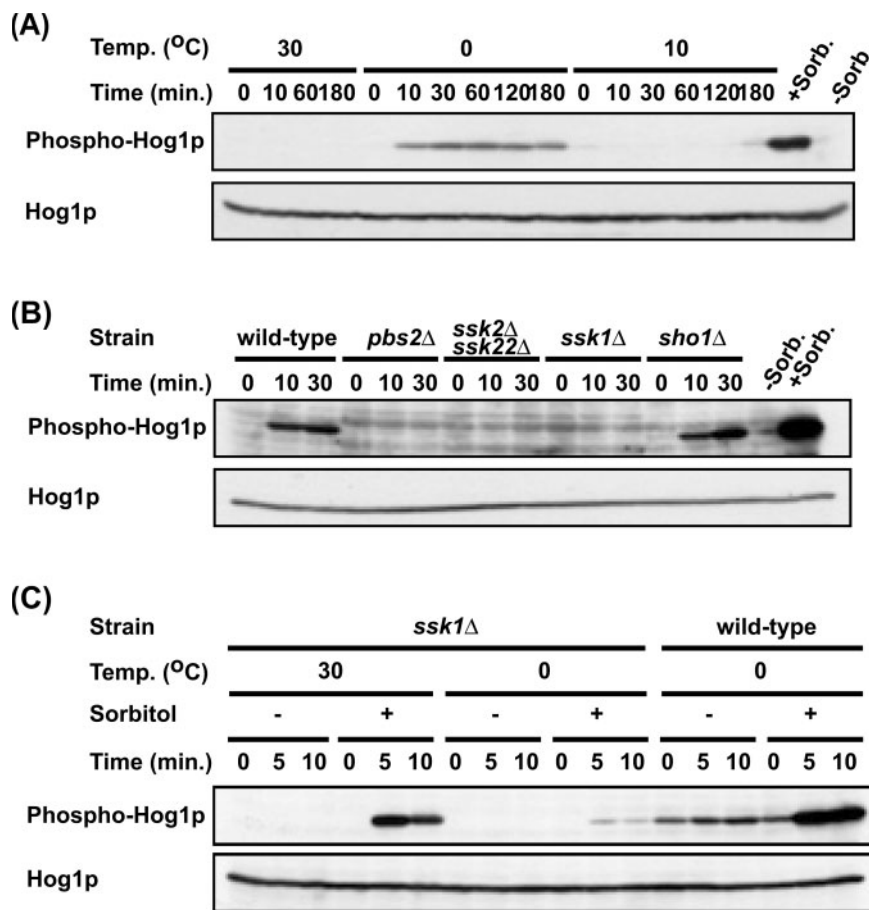 (A)
Temp. (°C)
30 0 10
Time (min.) 0 10 60 180 0 10 30 60 120 180 0 10 30 60 120 180 +Sorb. -Sorb
Phospho-Hog1p
Hog1p
(B)
Strain wild-type pbs2Δ ssk2Δ ssk22Δ ssk1Δ sho1Δ
Time (min.) 0 10 30 0 10 30 0 10 30 0 10 30 0 10 30 -Sorb. +Sorb.
Phospho-Hog1p
Hog1p
(C)
Strain ssk1Δ wild-type
Temp. (°C) 30 0 0
Sorbitol - + - + - +
Time (min.) 0 5 10 0 5 10 0 5 10 0 5 10 0 5 10 0 5 10
Phospho-Hog1p
Hog1p